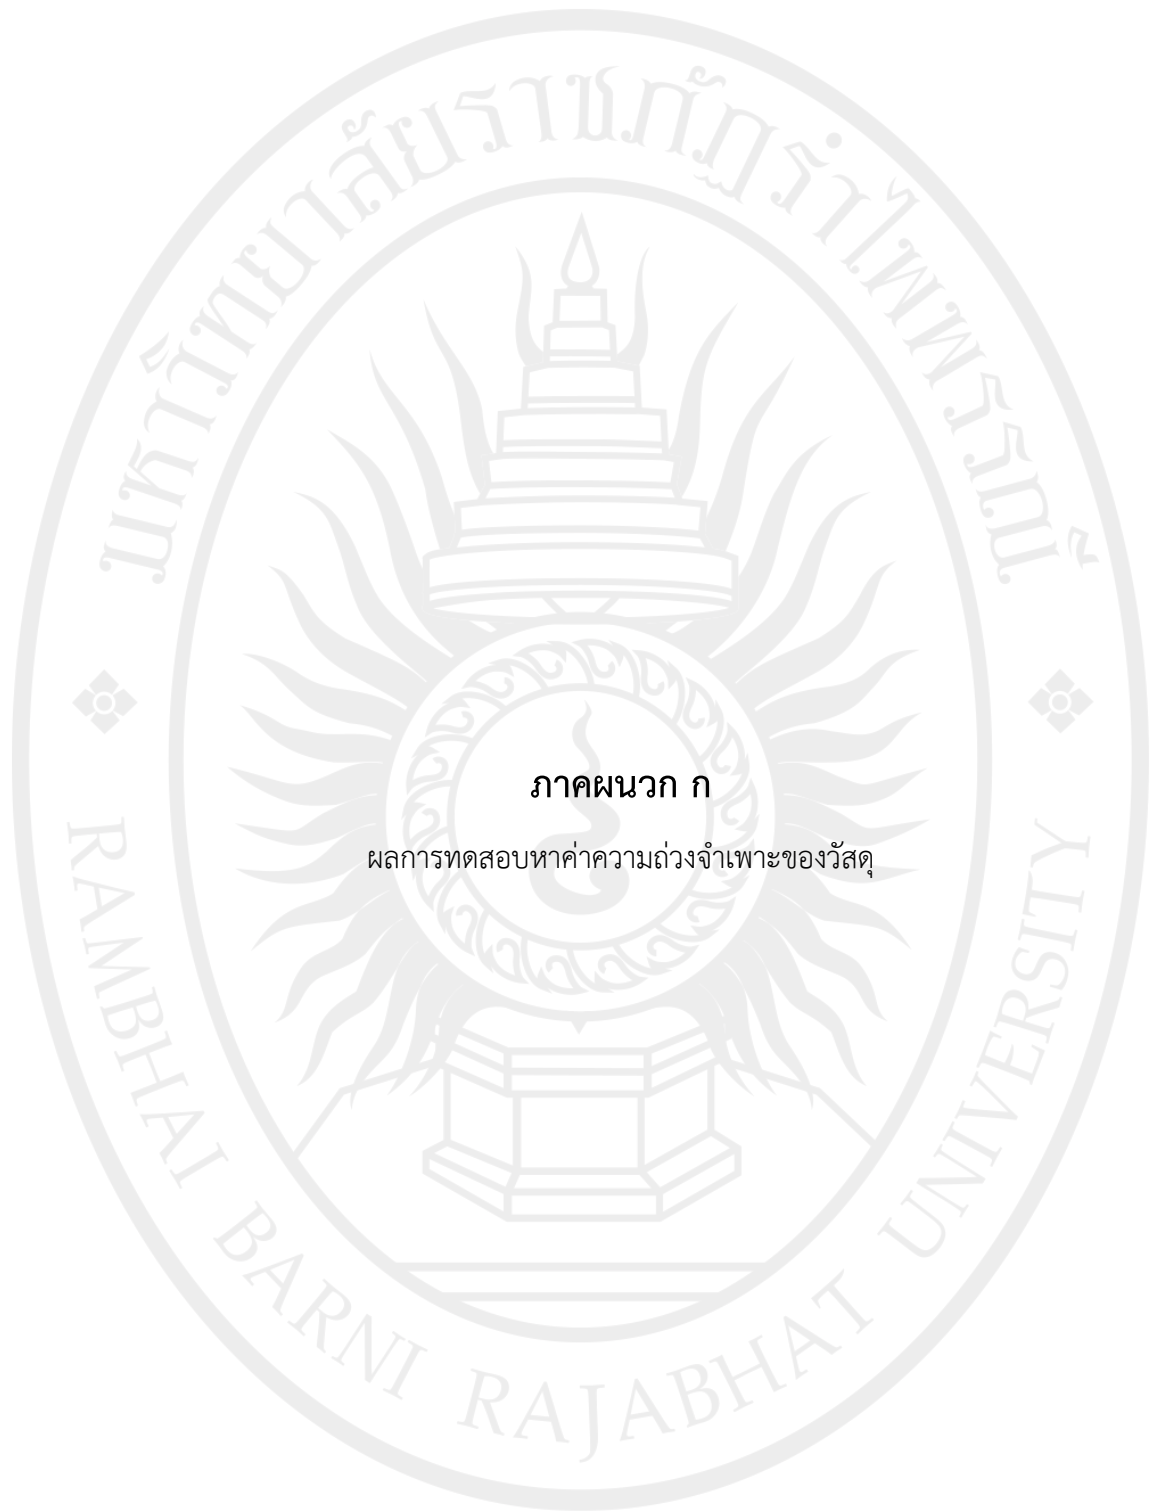 มหาวิทยาลัยราชภัฏรำไพพรรณี
ภาคผนวก ก
ผลการทดสอบหาค่าความถ่วงจำเพาะของวัสดุ
RAMBHAI BARNI RAJABHAT UNIVERSITY